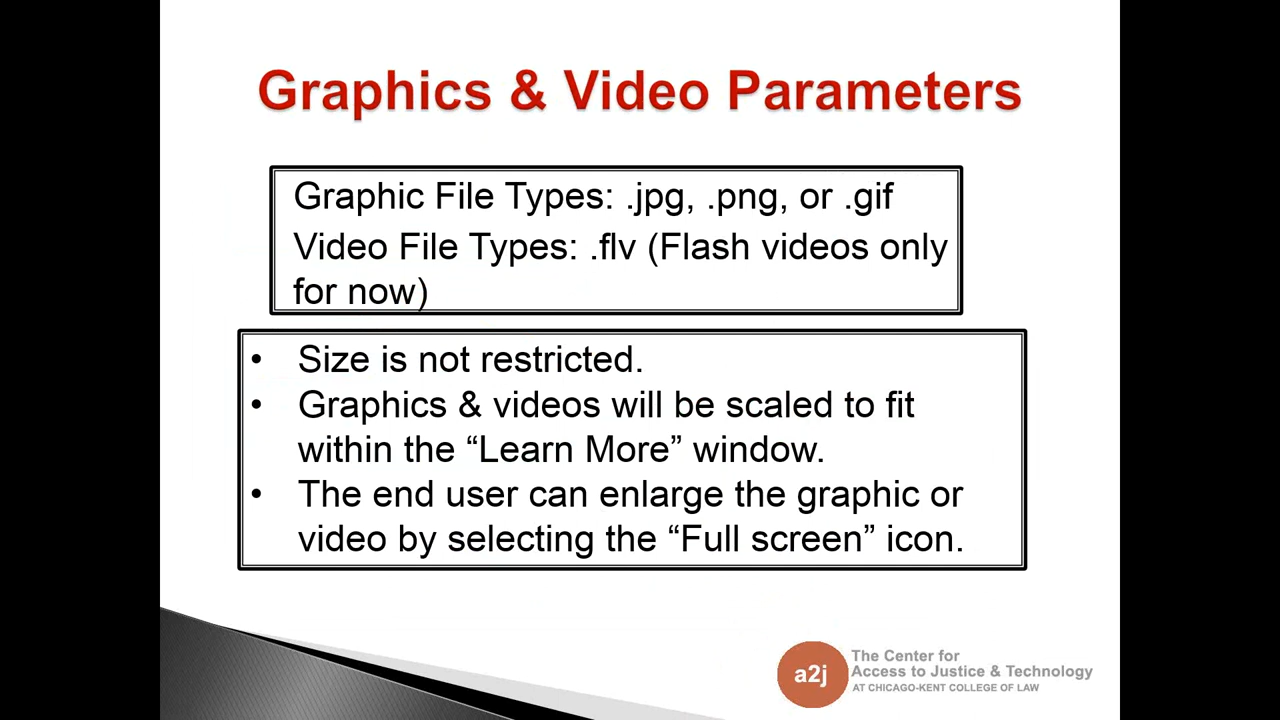 Graphics & Video Parameters
Graphic File Types: .jpg, .png, or .gif
Video File Types: .flv (Flash videos only
for now)
• Size is not restricted.
• Graphics & videos will be scaled to fit
within the “Learn More” window.
• The end user can enlarge the graphic or
video by selecting the “Full screen” icon.
a2j
The Center for
Access to Justice & Technology
AT CHICAGO-KENT COLLEGE OF LAW